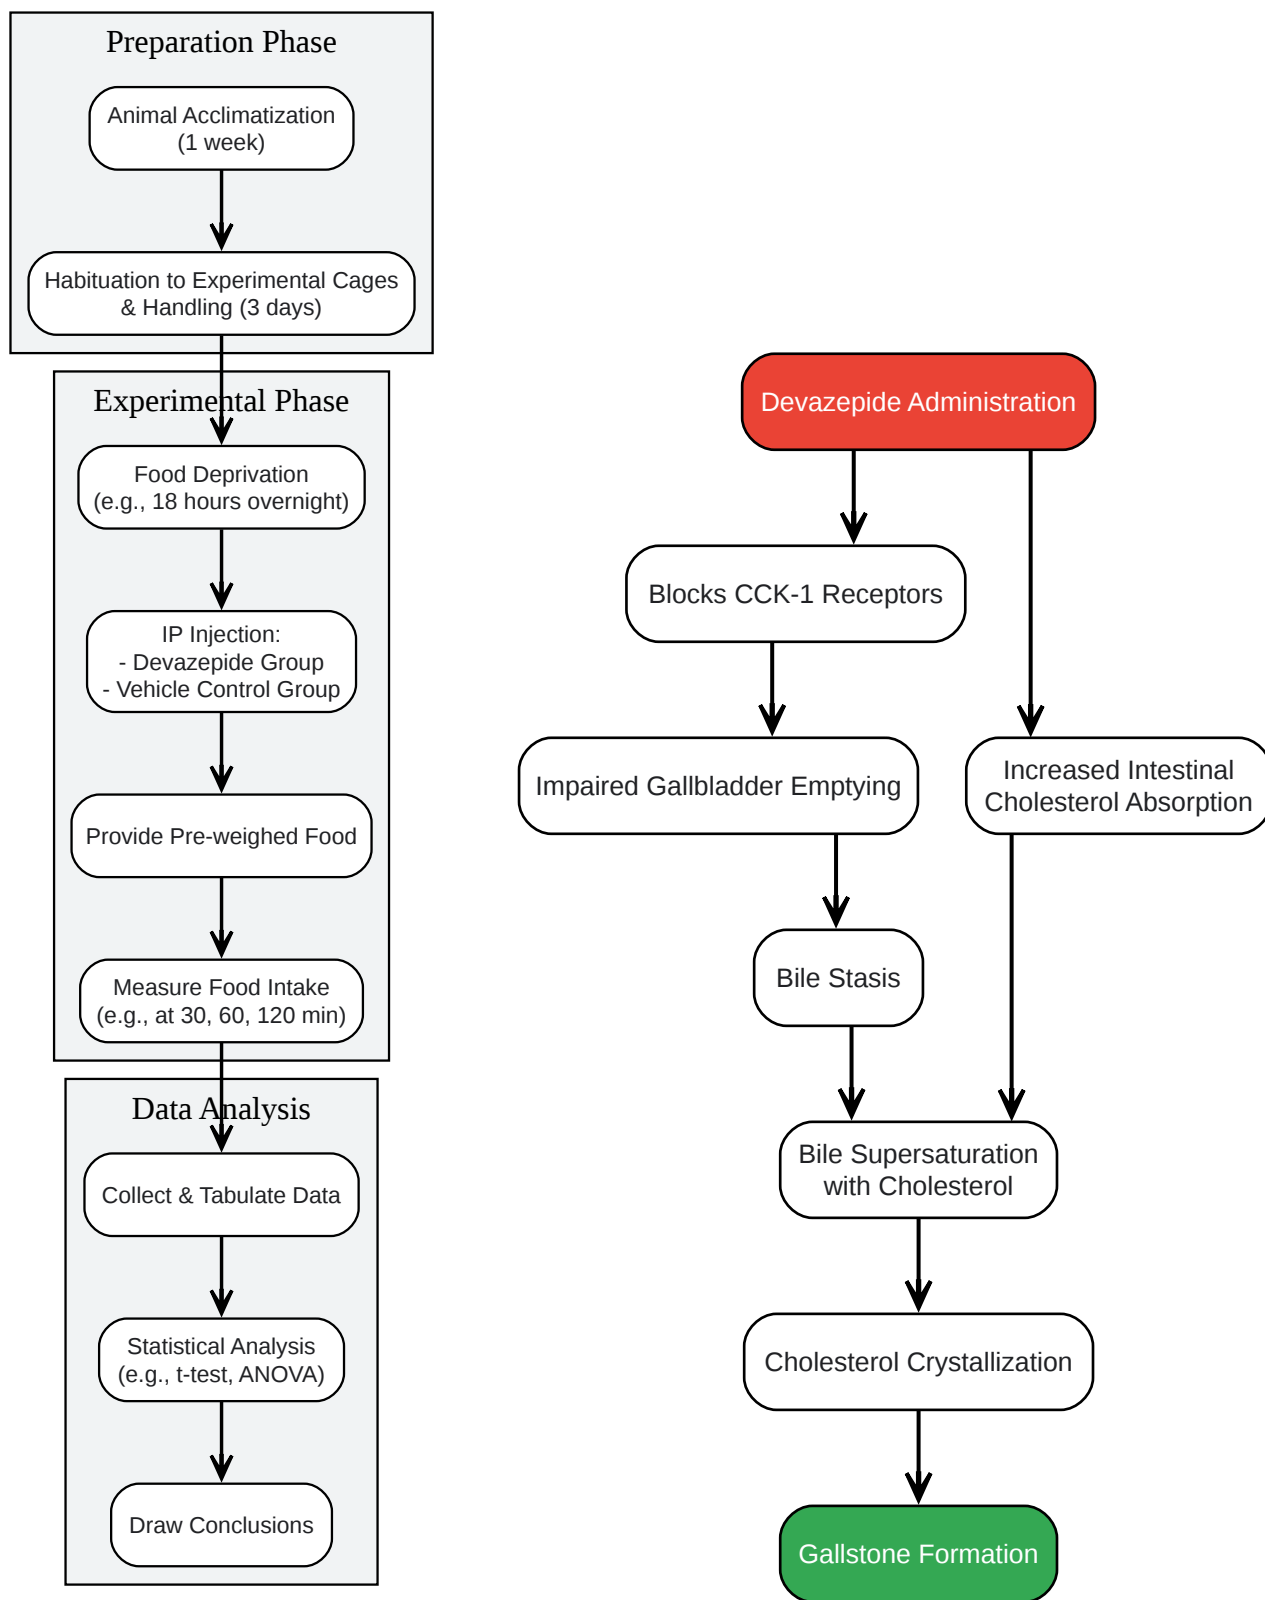 Preparation Phase
Animal Acclimatization
(1 week)
Habituation to Experimental Cages
& Handling (3 days)
Experimental Phase
Food Deprivation
(e.g., 18 hours overnight)
IP Injection:
- Devazepide Group
- Vehicle Control Group
Provide Pre-weighed Food
Measure Food Intake
(e.g., at 30, 60, 120 min)
Data Analysis
Collect & Tabulate Data
Statistical Analysis
(e.g., t-test, ANOVA)
Draw Conclusions
Devazepide Administration
Blocks CCK-1 Receptors
Impaired Gallbladder Emptying
Increased Intestinal
Cholesterol Absorption
Bile Stasis
Bile Supersaturation
with Cholesterol
Cholesterol Crystallization
Gallstone Formation